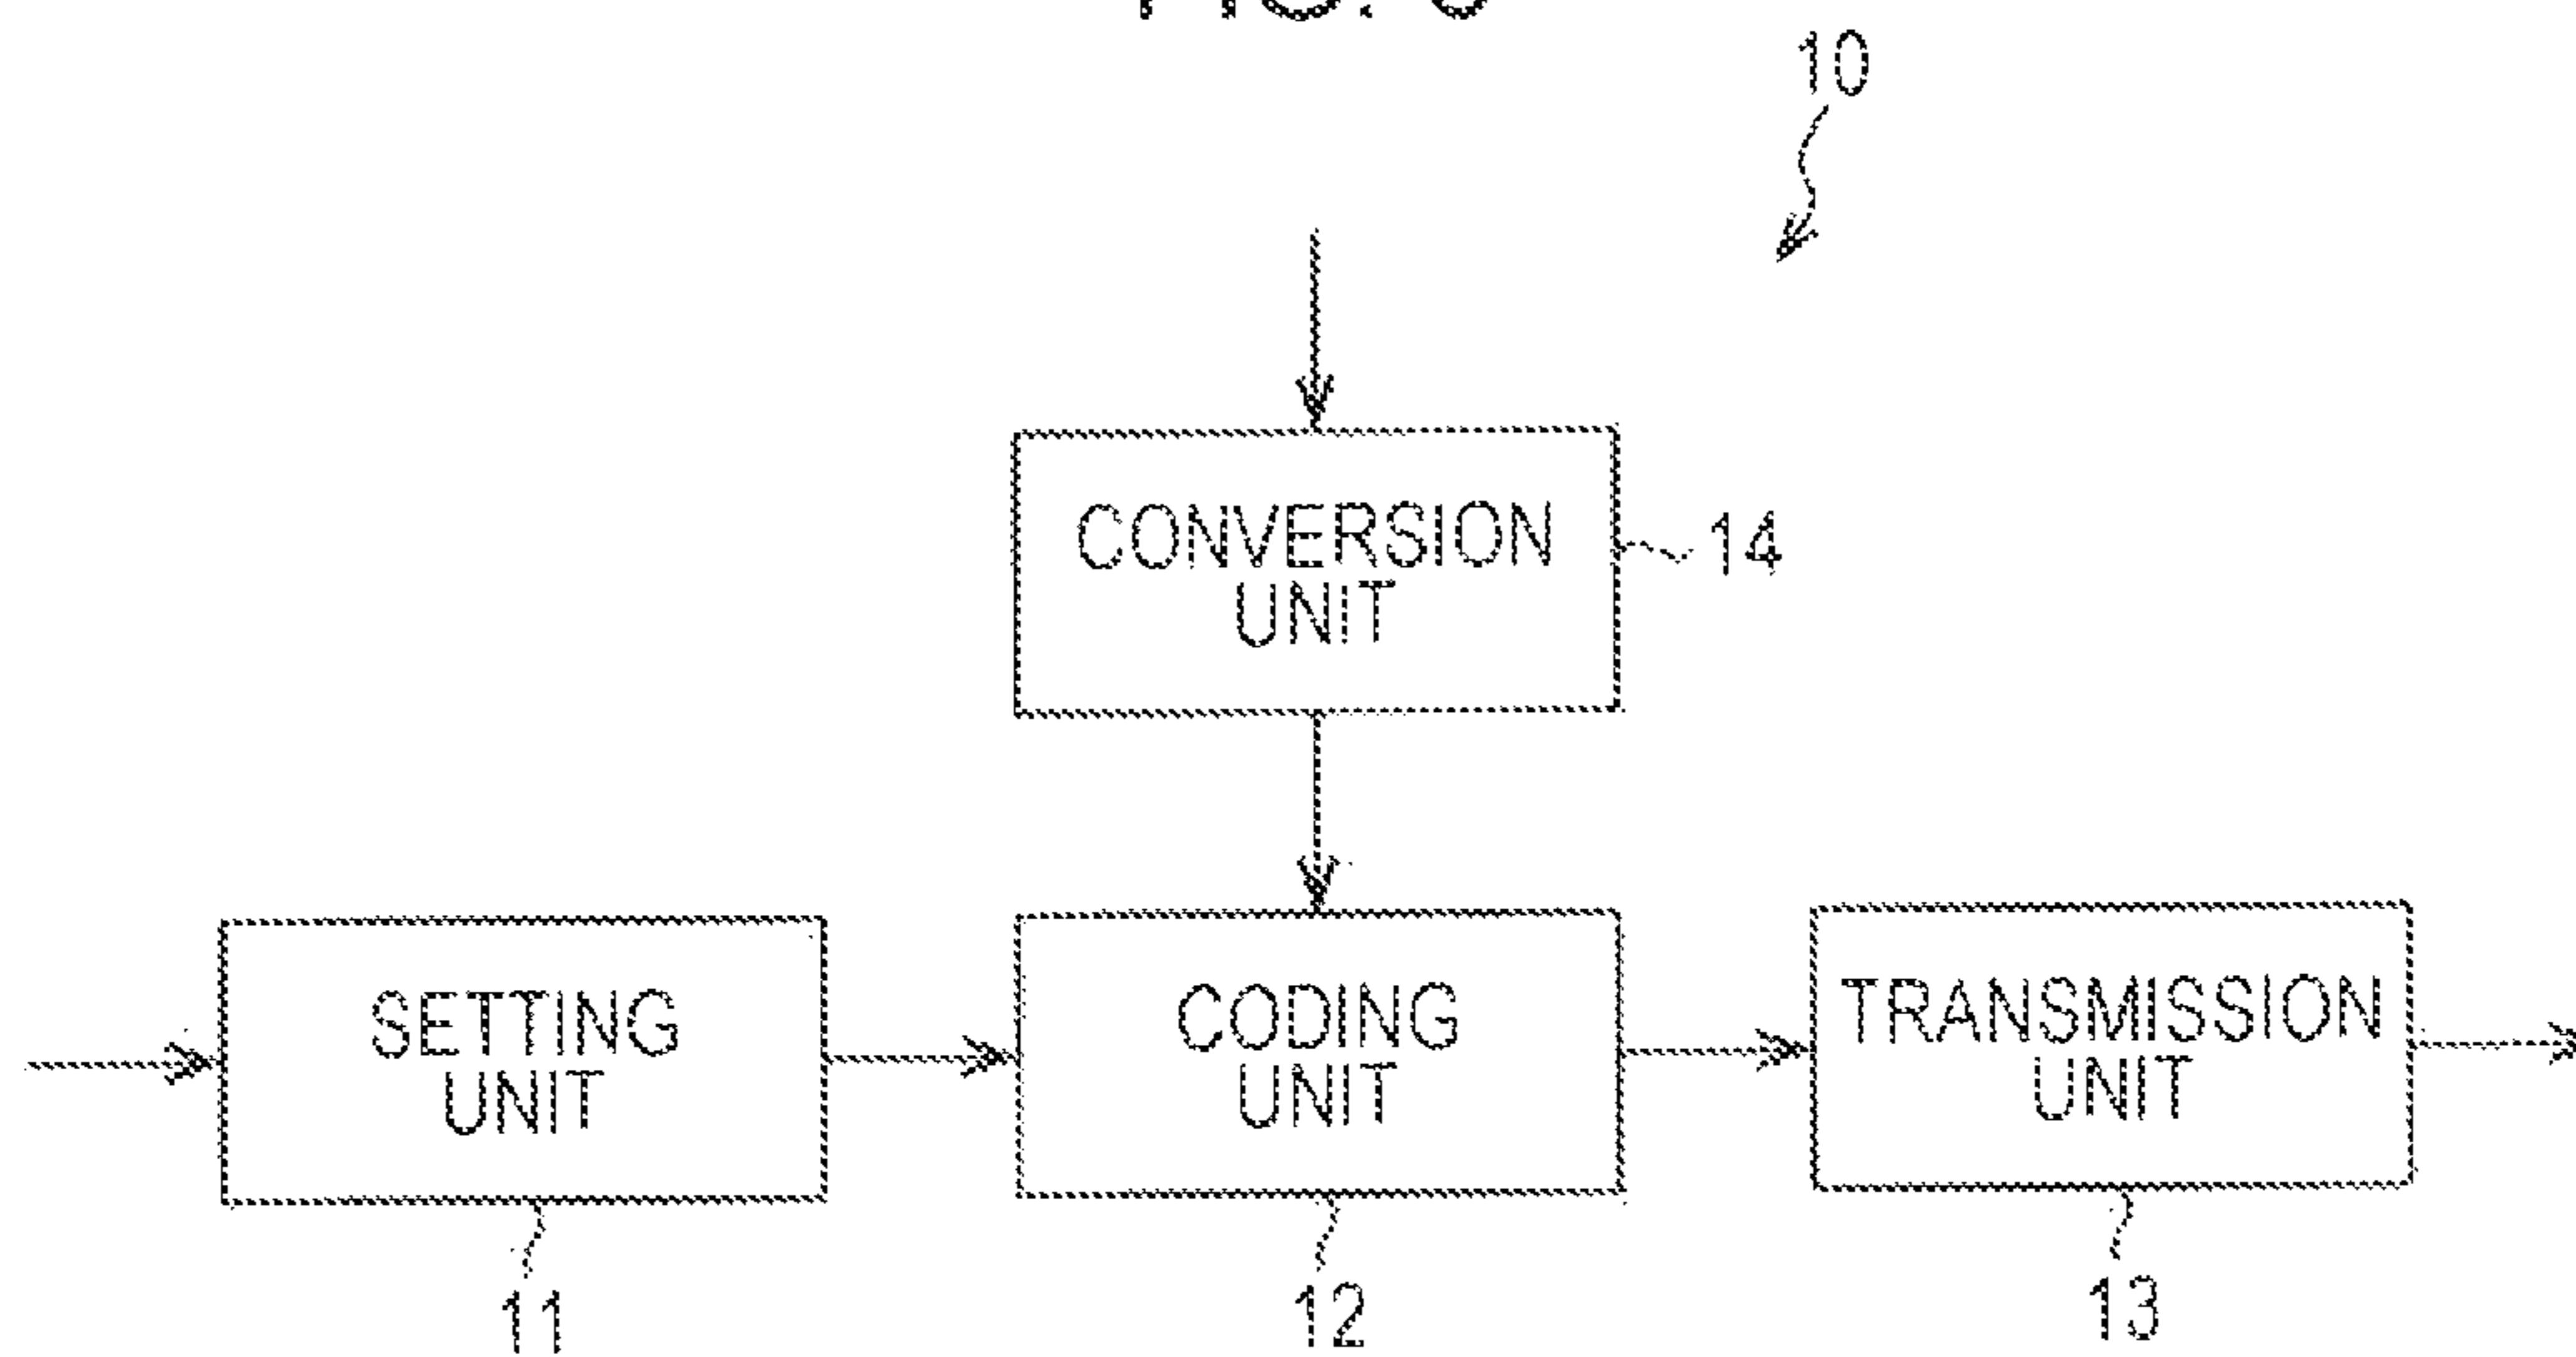 10
CONVERSION
UNIT
14
SETTING
UNIT
CODING
UNIT
TRANSMISSION
UNIT
11
12
13